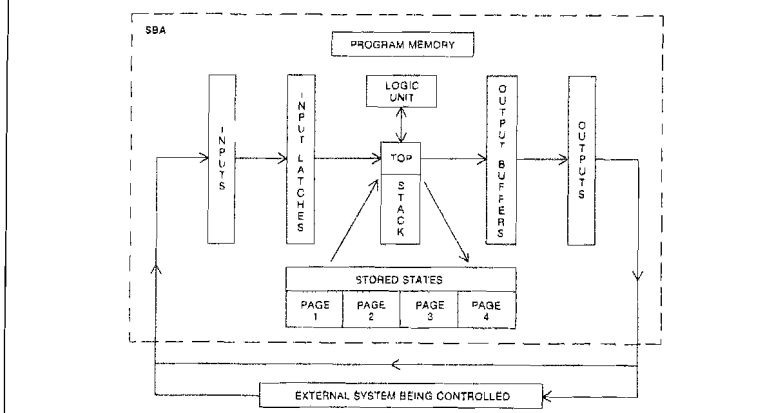 SBA
PROGRAM MEMORY
LOGIC
UNIT
INPUTS
INPUT LATCHES
TOP
STACK
OUTPUT BUFFERS
OUTPUTS
STORED STATES
PAGE
1
PAGE
2
PAGE
3
PAGE
4
EXTERNAL SYSTEM BEING CONTROLLED